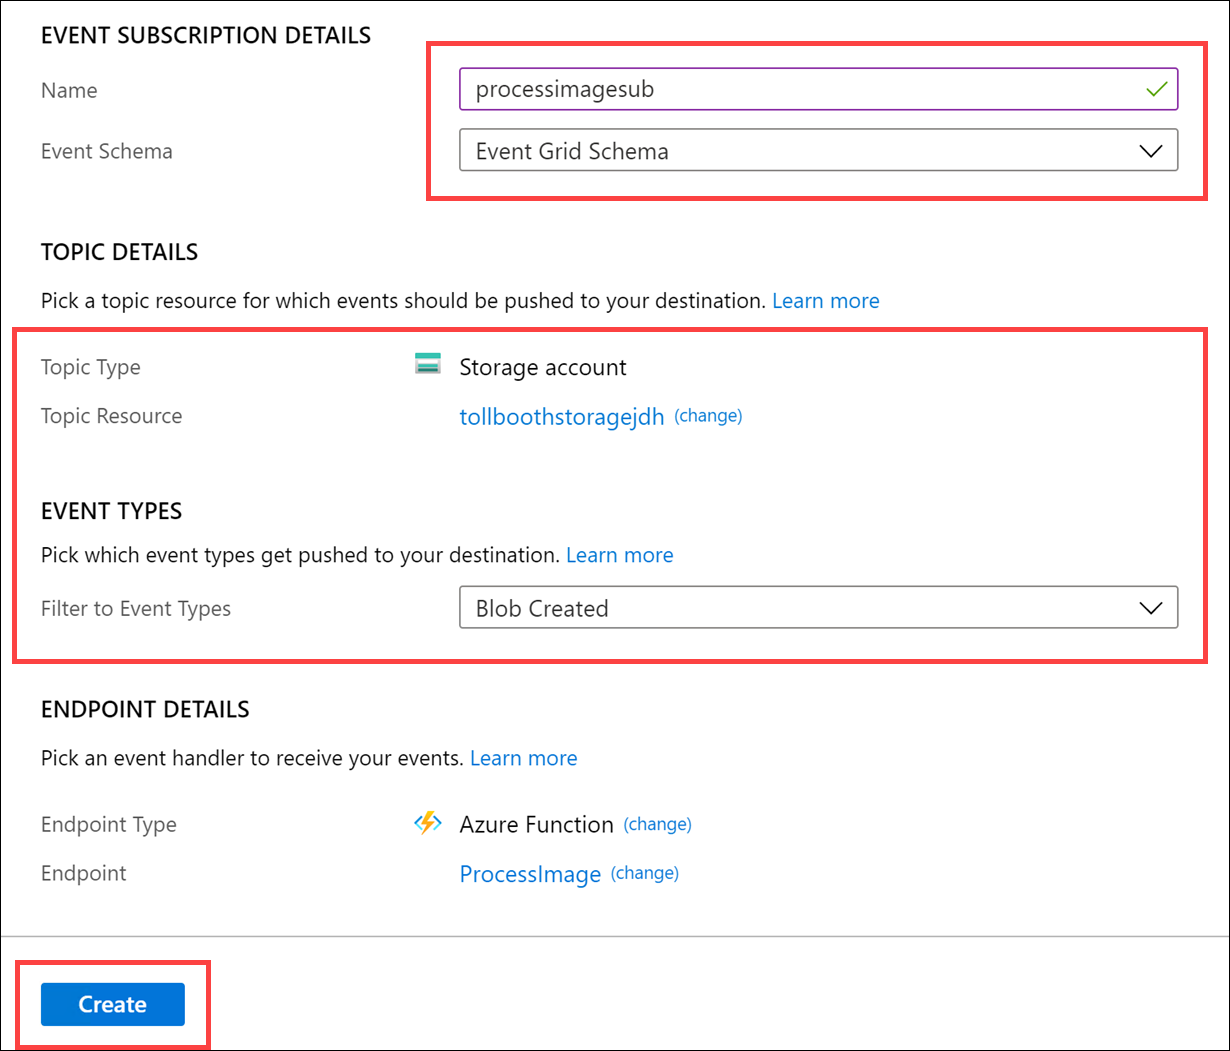 EVENT SUBSCRIPTION DETAILS
Name processimagesub
Event Schema Event Grid Schema
TOPIC DETAILS
Pick a topic resource for which events should be pushed to your destination. Learn more
Topic Type Storage account
Topic Resource tollboothstoragejdh (change)
EVENT TYPES
Pick which event types get pushed to your destination. Learn more
Filter to Event Types Blob Created
ENDPOINT DETAILS
Pick an event handler to receive your events. Learn more
Endpoint Type Azure Function (change)
Endpoint ProcessImage (change)
Create